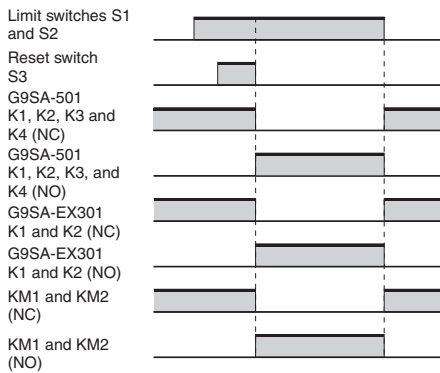 Limit switches S1
and S2
Reset switch
S3
G9SA-501
K1, K2, K3 and
K4 (NC)
G9SA-501
K1, K2, K3, and
K4 (NO)
G9SA-EX301
K1 and K2 (NC)
G9SA-EX301
K1 and K2 (NO)
KM1 and KM2
(NC)
KM1 and KM2
(NO)